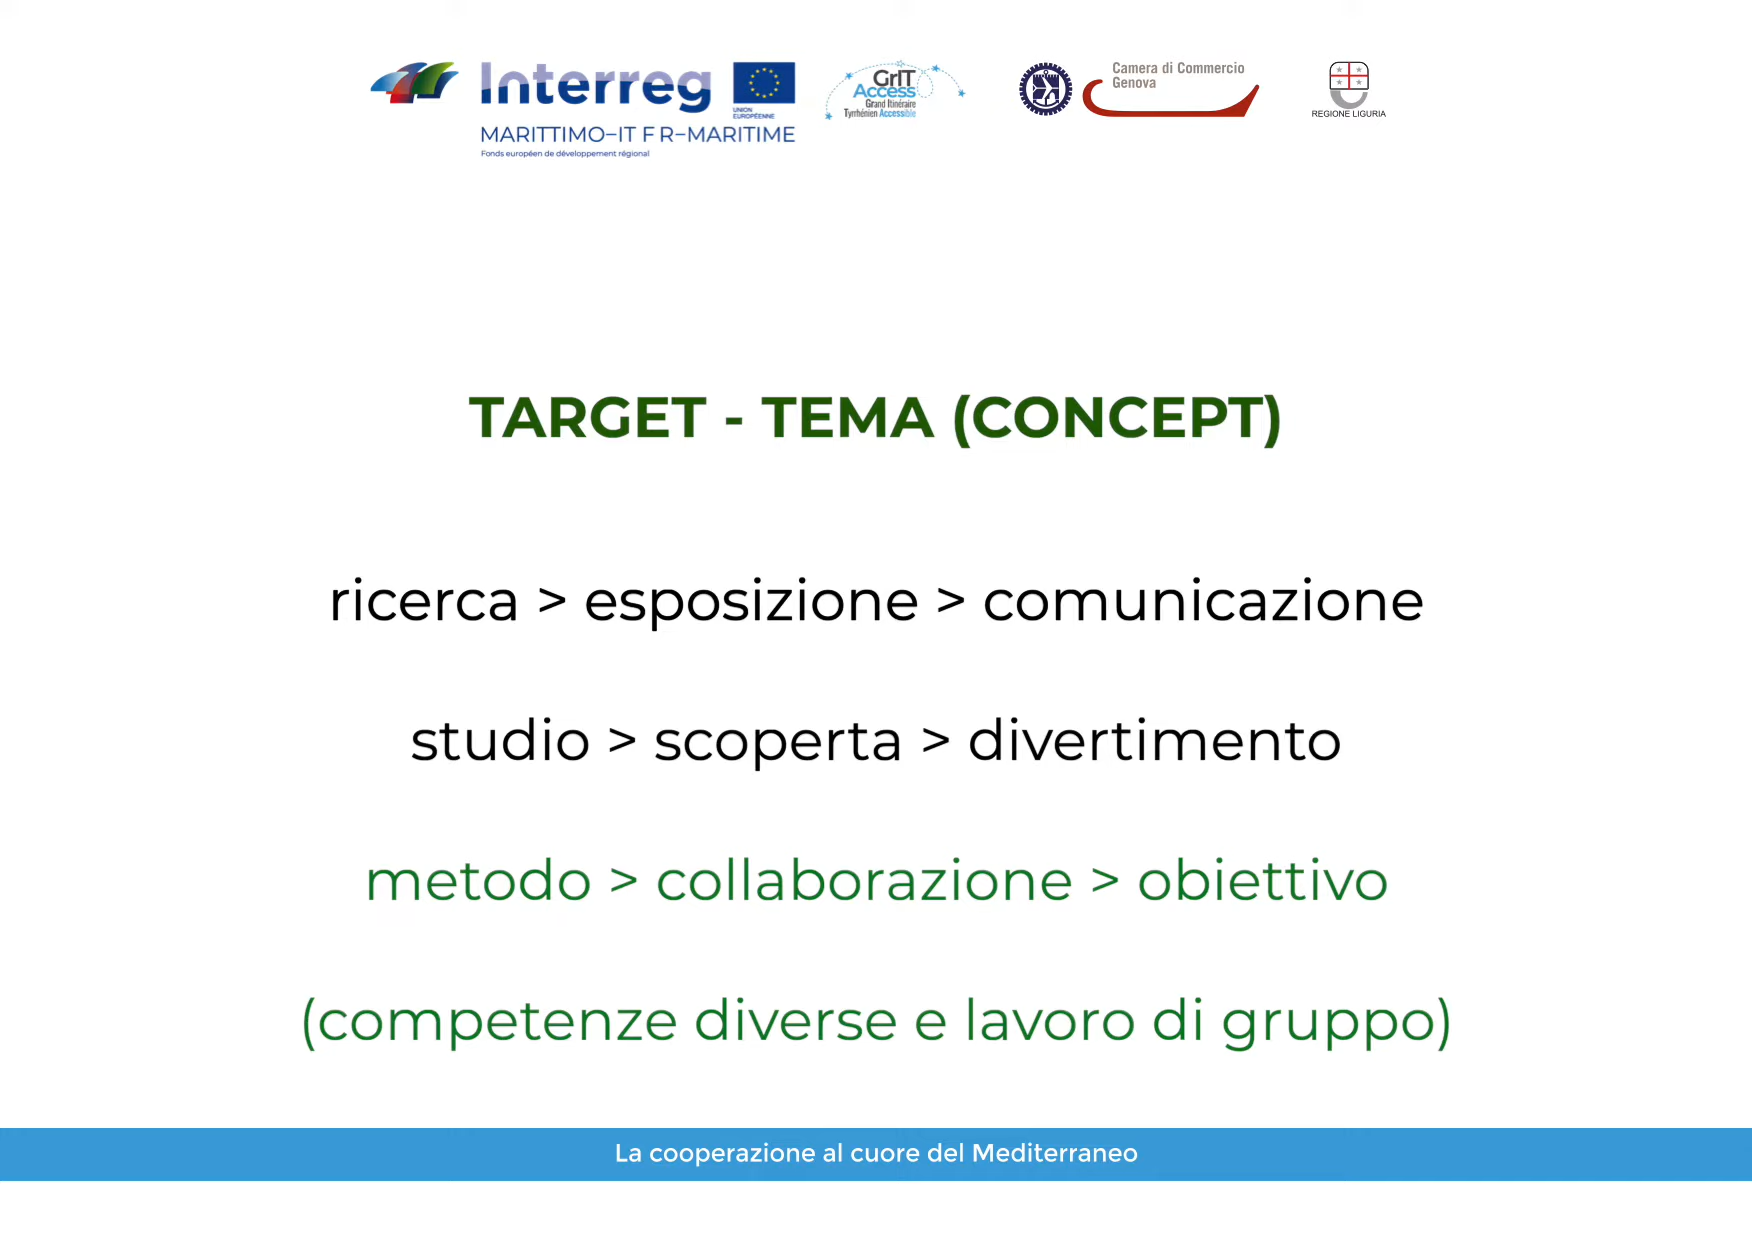 Interreg
UNION
EUROPÉENNE
MARITTIMO-IT FR-MARITIME
Fonds européen de développement régional
GrIT
Access
Grand Itinéraire
Tyrrhénien Accessible
Camera di Commercio
Genova
REGIONE LIGURIA
TARGET - TEMA (CONCEPT)
ricerca > esposizione > comunicazione
studio > scoperta > divertimento
metodo > collaborazione > obiettivo
(competenze diverse e lavoro di gruppo)
La cooperazione al cuore del Mediterraneo